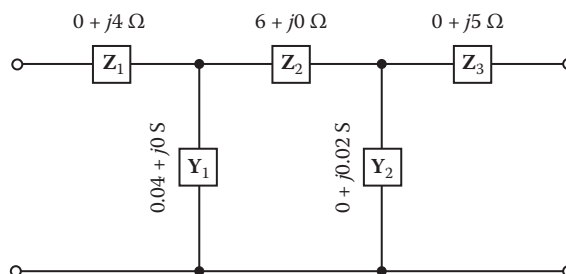 0 + j4 Ω
6 + j0 Ω
0 + j5 Ω
Z₁
Z₂
Z₃
0.04 + j0 S
Y₁
0 + j0.02 S
Y₂